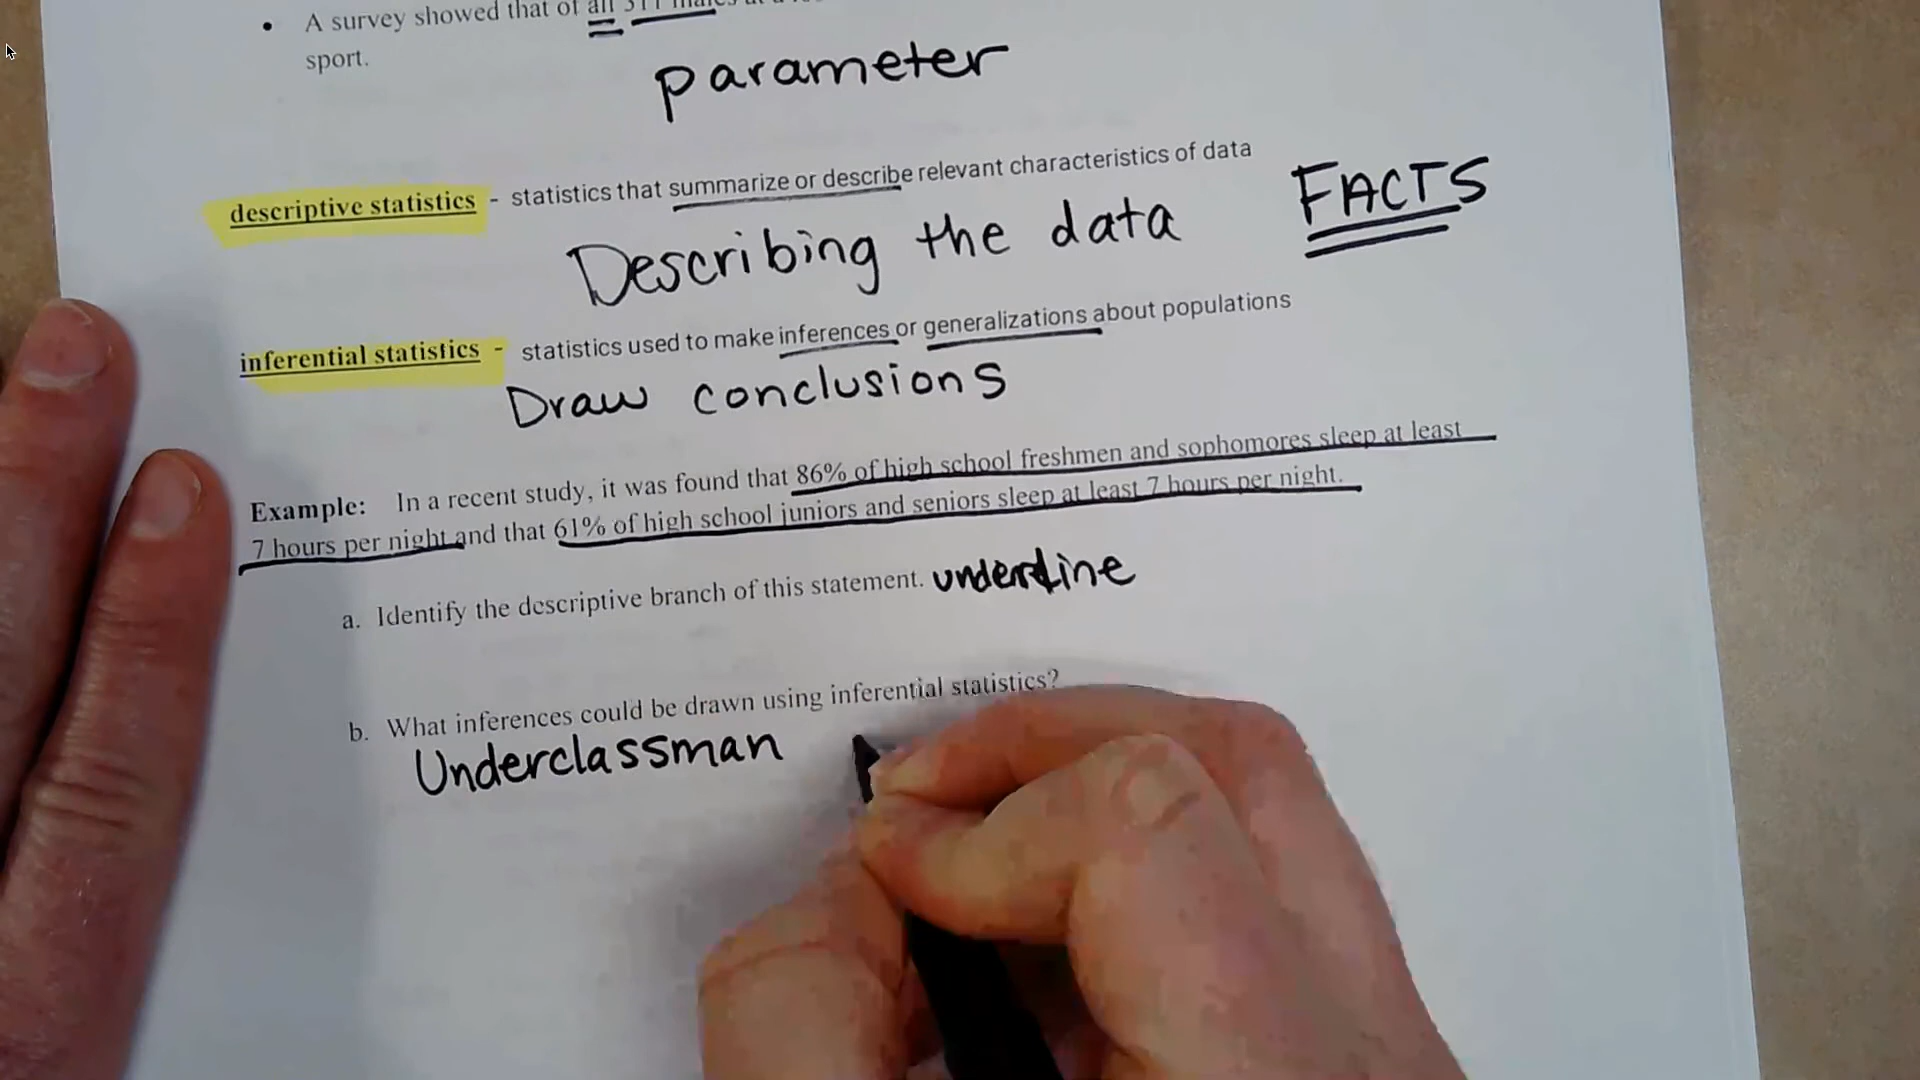 • A survey showed that of all 311 males
sport.
parameter
descriptive statistics - statistics that summarize or describe relevant characteristics of data
FACTS
Describing the data
inferential statistics - statistics used to make inferences or generalizations about populations
Draw conclusions
Example: In a recent study, it was found that 86% of high school freshmen and sophomores sleep at least
7 hours per night and that 61% of high school juniors and seniors sleep at least 7 hours per night.
a. Identify the descriptive branch of this statement. underline
b. What inferences could be drawn using inferential statistics?
Underclassman